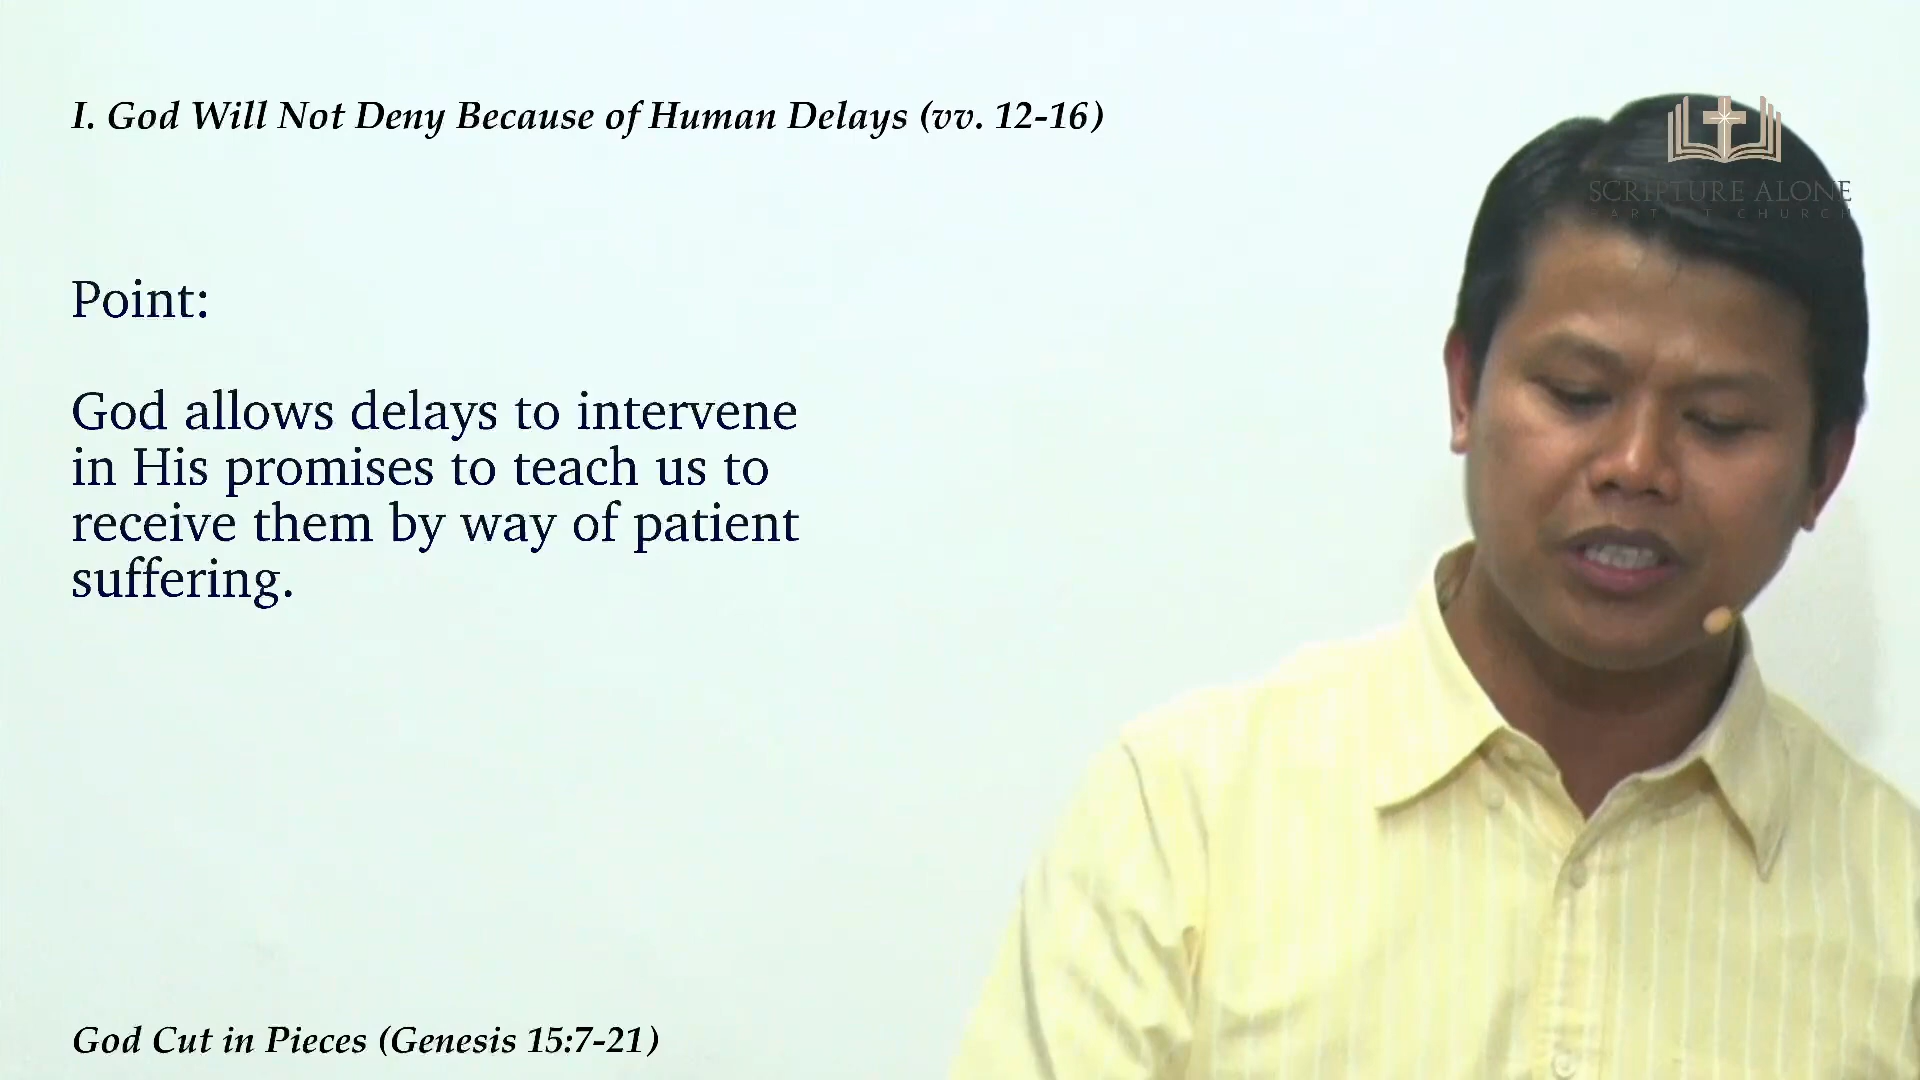 I. God Will Not Deny Because of Human Delays (vv. 12-16)
SCRIPTURE ALONE
BAPTIST CHURCH
Point:
God allows delays to intervene
in His promises to teach us to
receive them by way of patient
suffering.
God Cut in Pieces (Genesis 15:7-21)